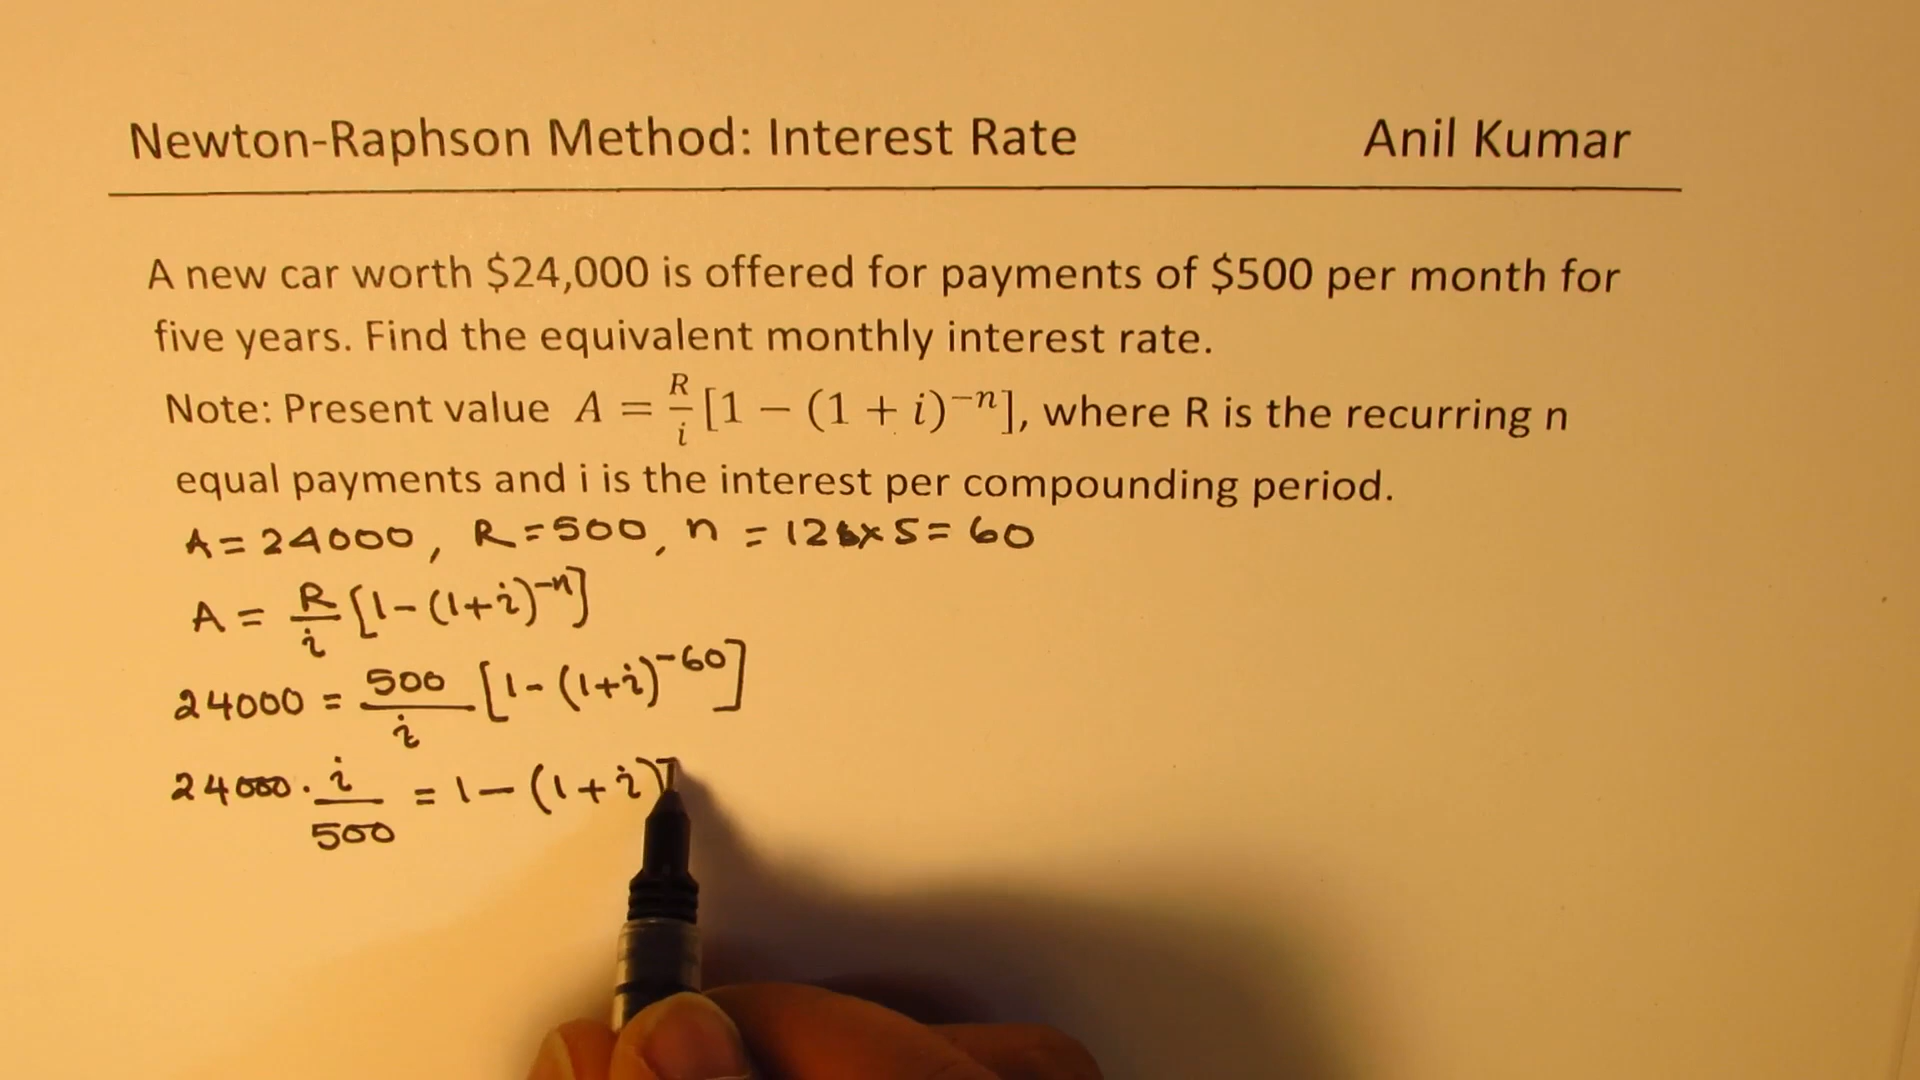 Newton-Raphson Method: Interest Rate Anil Kumar
A new car worth $24,000 is offered for payments of $500 per month for
five years. Find the equivalent monthly interest rate.
Note: Present value A = R/i [1 − (1 + i)^−n], where R is the recurring n
equal payments and i is the interest per compounding period.
A = 24000, R = 500, n = 12 × 5 = 60
A = R/i [1-(1+i)^-n]
24000 = 500/i [1-(1+i)^-60]
24000 · i/500 = 1-(1+i)^-